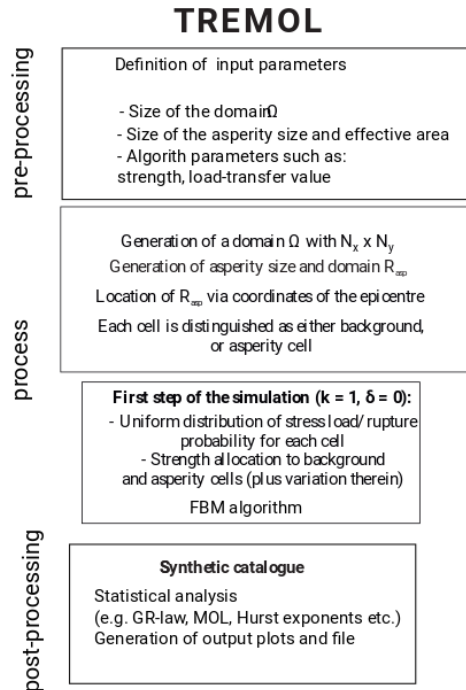 TREMOL
pre-processing
Definition of input parameters
- Size of the domainΩ
- Size of the asperity size and effective area
- Algorith parameters such as:
strength, load-transfer value
process
Generation of a domain Ω with Nx x Ny
Generation of asperity size and domain Rasp
Location of Rasp via coordinates of the epicentre
Each cell is distinguished as either background,
or asperity cell
First step of the simulation (k = 1, δ = 0):
- Uniform distribution of stress load/ rupture
probability for each cell
- Strength allocation to background
and asperity cells (plus variation therein)
FBM algorithm
post-processing
Synthetic catalogue
Statistical analysis
(e.g. GR-law, MOL, Hurst exponents etc.)
Generation of output plots and file